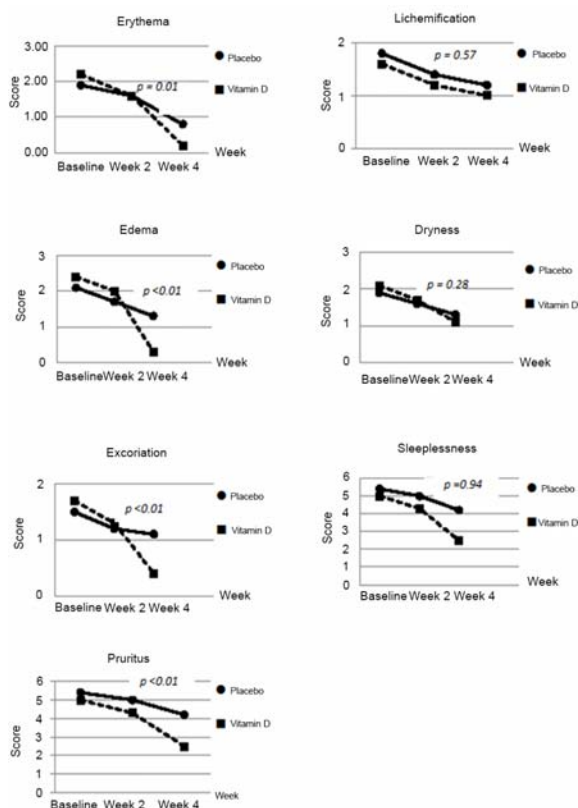 Erythema
3.00
2.00
1.00
0.00
Score
p = 0.01
Placebo
Vitamin D
Baseline Week 2 Week 4
Week
Lichemification
2
1
0
Score
p = 0.57
Placebo
Vitamin D
Baseline Week 2 Week 4
Week
Edema
3
2
1
0
Score
p <0.01
Placebo
Vitamin D
Baseline Week 2 Week 4
Week
Dryness
3
2
1
0
Score
p = 0.28
Placebo
Vitamin D
Baseline Week 2 Week 4
Week
Excoriation
2
1
0
Score
p <0.01
Placebo
Vitamin D
Baseline Week 2 Week 4
Week
Sleeplessness
6
5
4
3
2
1
0
Score
p =0.94
Placebo
Vitamin D
Baseline Week 2 Week 4
Week
Pruritus
6
5
4
3
2
1
0
Score
p <0.01
Placebo
Vitamin D
Baseline Week 2 Week 4
Week